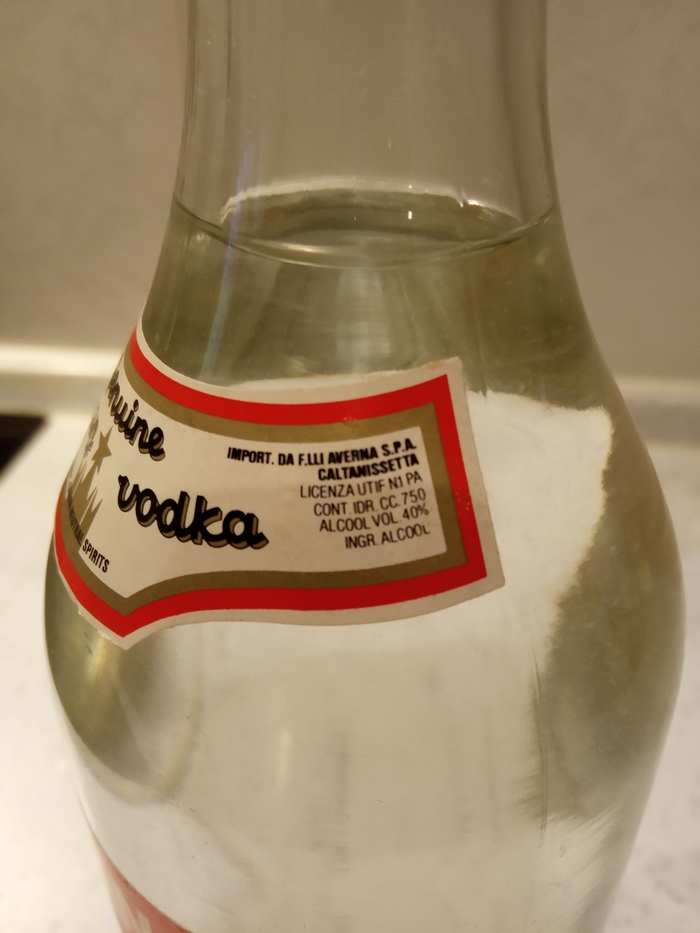 vodka
SPIRITS
IMPORT. DA F.LLI AVERNA S.P.A.
CALTANISSETTA
LICENZA UTIF N1 PA
CONT. IDR. CC. 750
ALCOOL VOL. 40%
INGR. ALCOOL